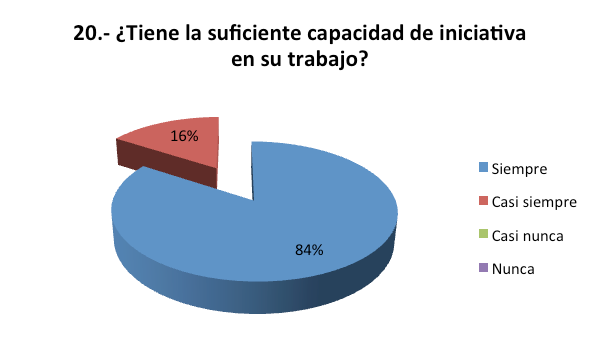 20.- ¿Tiene la suficiente capacidad de iniciativa
en su trabajo?
16%
84%
Siempre
Casi siempre
Casi nunca
Nunca